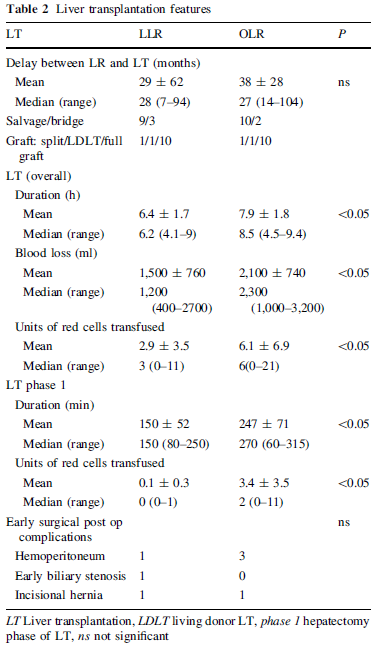 Table 2 Liver transplantation features
LT LLR OLR P
Delay between LR and LT (months)
Mean 29 ± 62 38 ± 28 ns
Median (range) 28 (7–94) 27 (14–104)
Salvage/bridge 9/3 10/2
Graft: split/LDLT/full 1/1/10 1/1/10
graft
LT (overall)
Duration (h)
Mean 6.4 ± 1.7 7.9 ± 1.8 <0.05
Median (range) 6.2 (4.1–9) 8.5 (4.5–9.4)
Blood loss (ml)
Mean 1,500 ± 760 2,100 ± 740 <0.05
Median (range) 1,200 2,300
(400–2700) (1,000–3,200)
Units of red cells transfused
Mean 2.9 ± 3.5 6.1 ± 6.9 <0.05
Median (range) 3 (0–11) 6(0–21)
LT phase 1
Duration (min)
Mean 150 ± 52 247 ± 71 <0.05
Median (range) 150 (80–250) 270 (60–315)
Units of red cells transfused
Mean 0.1 ± 0.3 3.4 ± 3.5 <0.05
Median (range) 0 (0–1) 2 (0–11)
Early surgical post op ns
complications
Hemoperitoneum 1 3
Early biliary stenosis 1 0
Incisional hernia 1 1
LT Liver transplantation, LDLT living donor LT, phase 1 hepatectomy
phase of LT, ns not significant